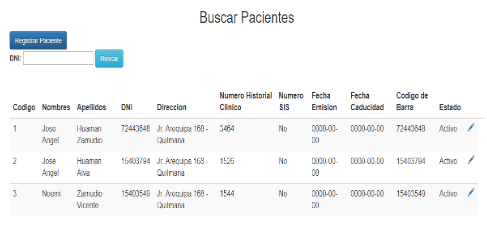 Buscar Pacientes
Registrar Paciente
DNI: Buscar
Codigo Nombres Apellidos DNI Direccion Numero Historial Clinico Numero SIS Fecha Emision Fecha Caducidad Codigo de Barra Estado
1 Jose Angel Huaman Zamudio 72443648 Jr. Arequipa 168 - Quilmana 3464 No 0000-00-00 0000-00-00 72443648 Activo
2 Jose Angel Huaman Alva 15403794 Jr. Arequipa 168 - Quilmana 1526 No 0000-00-00 0000-00-00 15403794 Activo
3 Noemi Zamudio Vicente 15403549 Jr. Arequipa 168 - Quilmana 1544 No 0000-00-00 0000-00-00 15403549 Activo